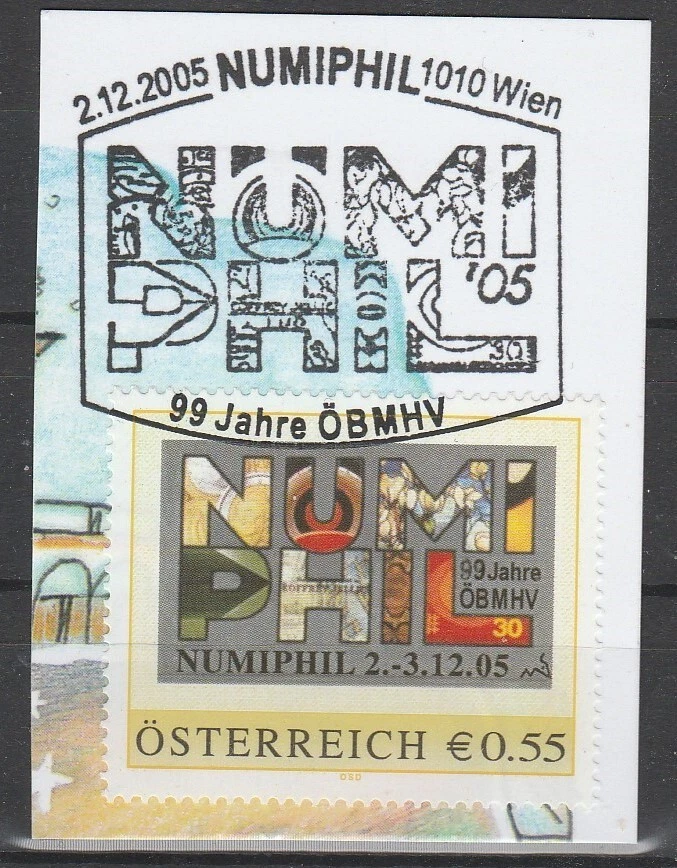 2.12.2005 NUMIPHIL 1010 Wien
NUMI
PHIL '05
30
99 Jahre ÖBMHV
NUMI
PHIL
99 Jahre
ÖBMHV
30
NUMIPHIL 2.-3.12.05
ÖSTERREICH € 0.55
OSD